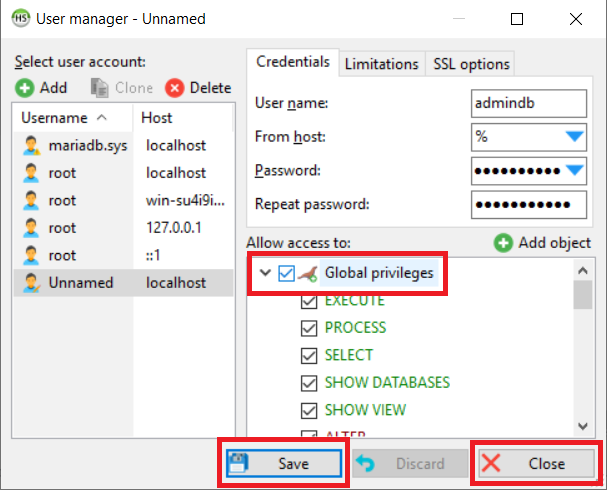 HS User manager - Unnamed
Select user account:
Add Clone Delete
Username Host
mariadb.sys localhost
root localhost
root win-su4i9i...
root 127.0.0.1
root ::1
Unnamed localhost
Credentials Limitations SSL options
User name: admindb
From host: %
Password: ●●●●●●●●●●
Repeat password: ●●●●●●●●●●●
Allow access to: Add object
Global privileges
EXECUTE
PROCESS
SELECT
SHOW DATABASES
SHOW VIEW
ALTER
Save Discard Close